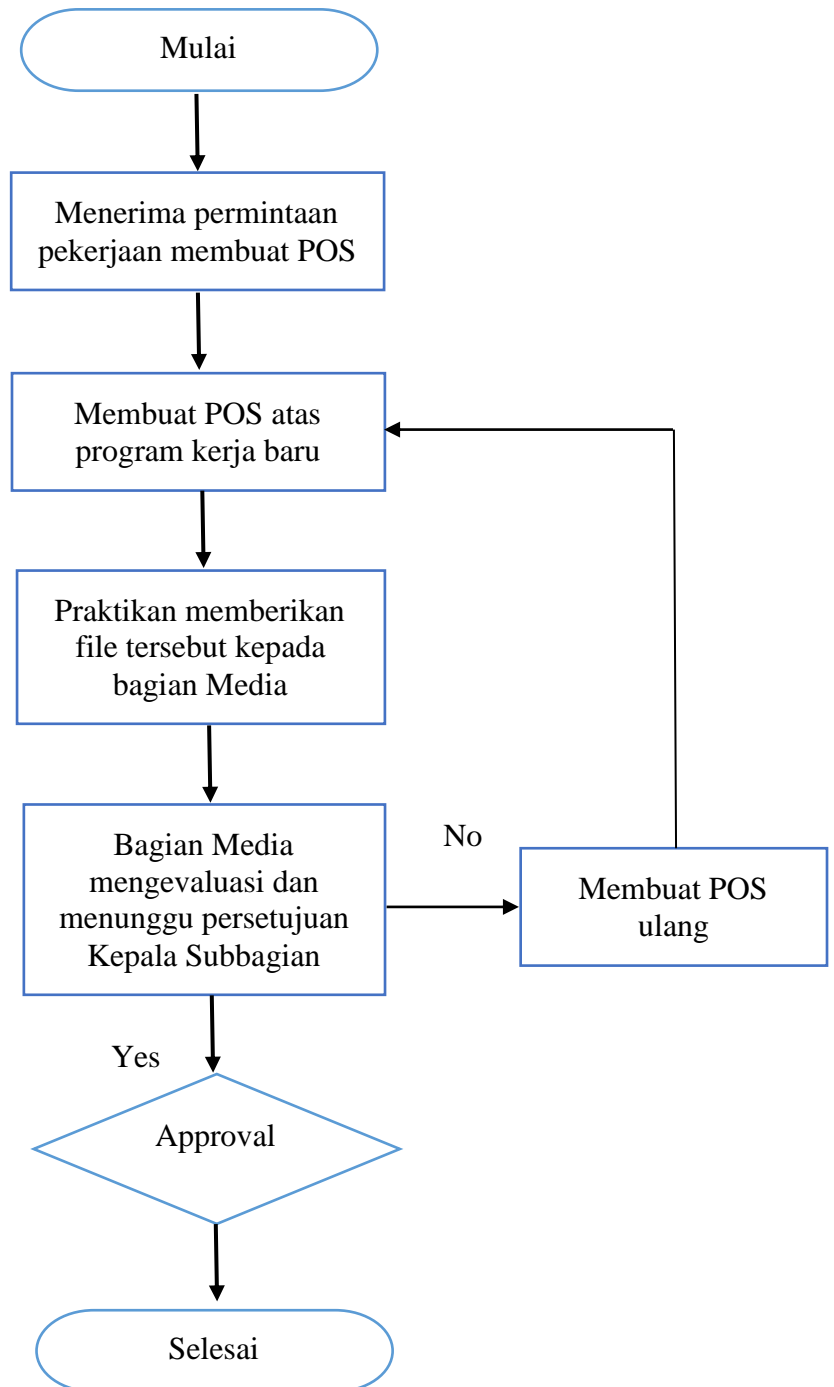 Mulai
Menerima permintaan
pekerjaan membuat POS
Membuat POS atas
program kerja baru
Praktikan memberikan
file tersebut kepada
bagian Media
Bagian Media
mengevaluasi dan
menunggu persetujuan
Kepala Subbagian
No
Membuat POS
ulang
Yes
Approval
Selesai